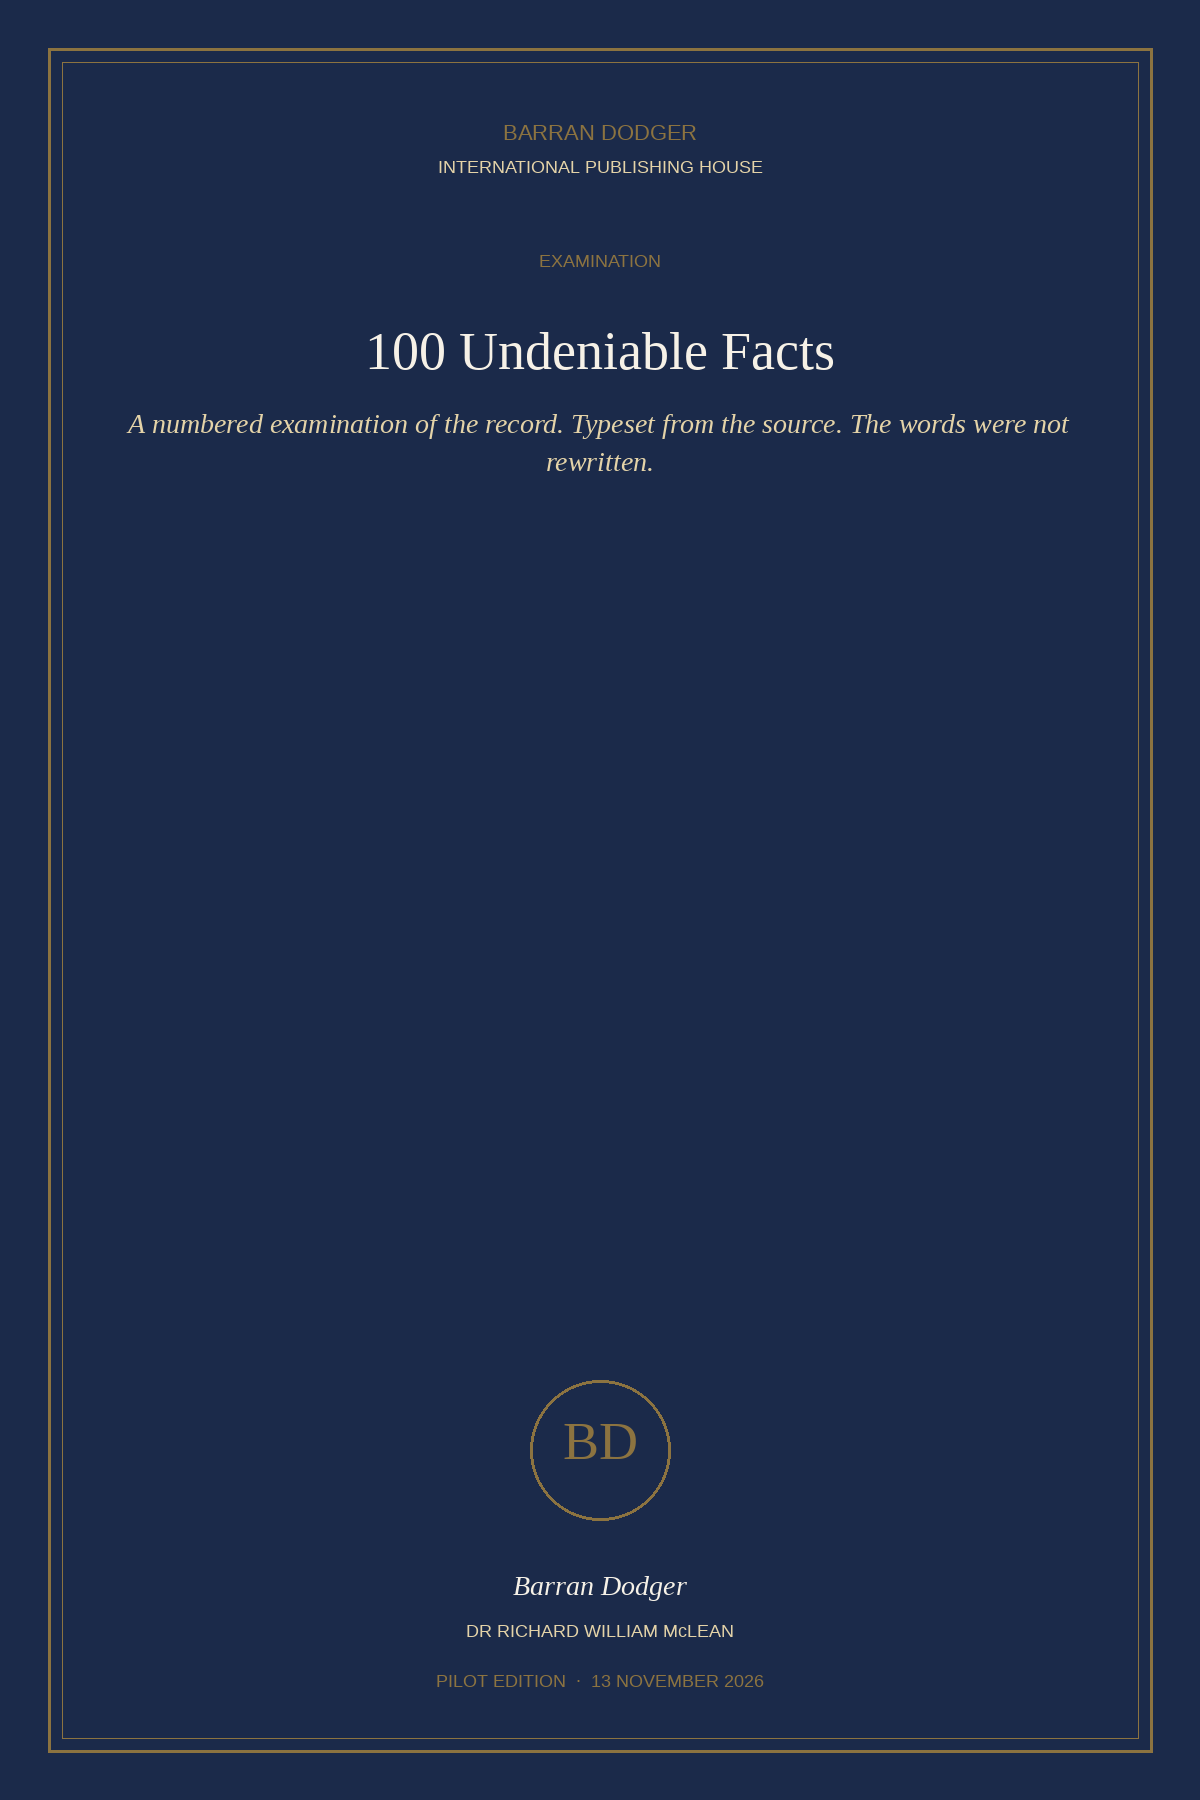 BARRAN DODGER
INTERNATIONAL PUBLISHING HOUSE
EXAMINATION
100 Undeniable Facts
A numbered examination of the record. Typeset from the source. The words were not
rewritten.
BD
Barran Dodger
DR RICHARD WILLIAM McLEAN
PILOT EDITION · 13 NOVEMBER 2026